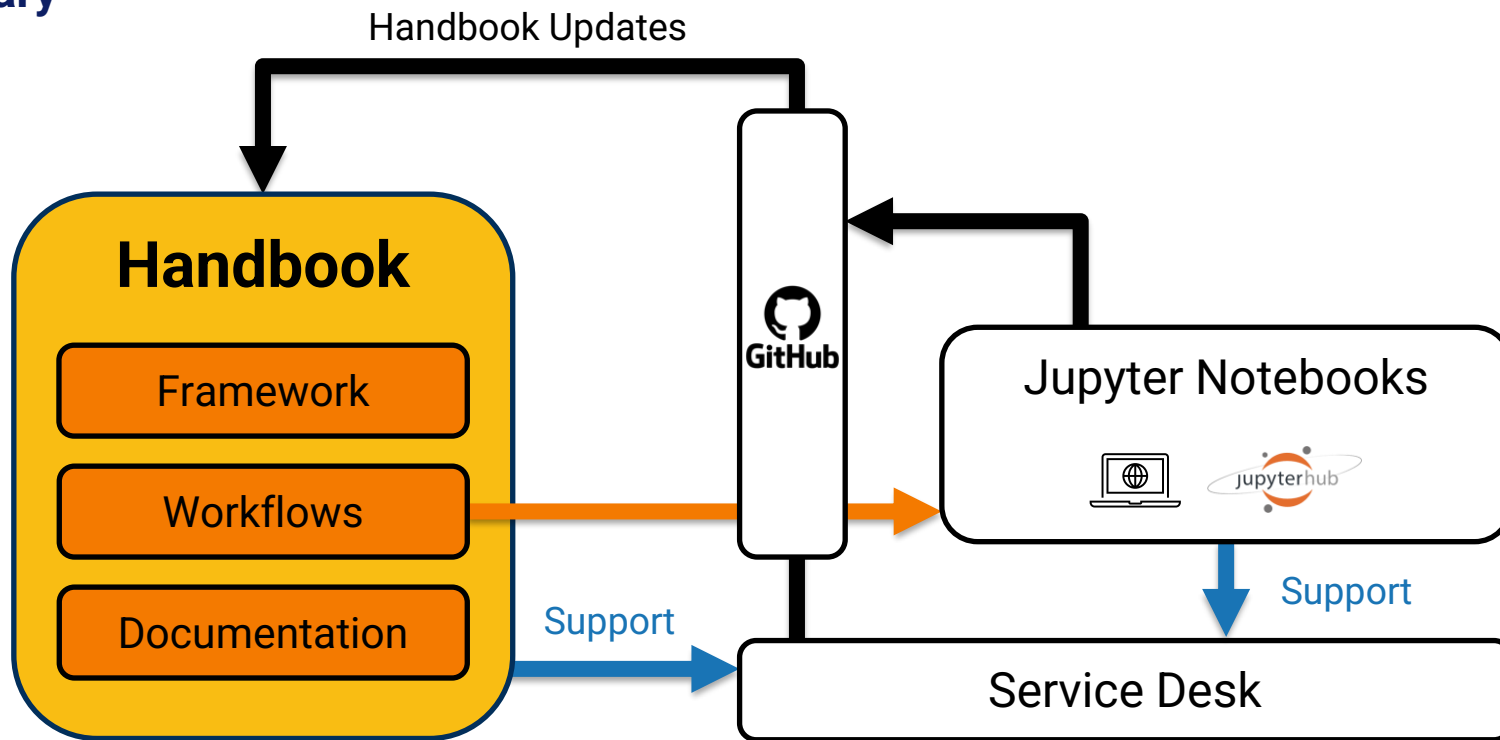 Handbook Updates
Handbook
Framework
Workflows
Documentation
GitHub
Jupyter Notebooks
jupyterhub
Support
Support
Service Desk